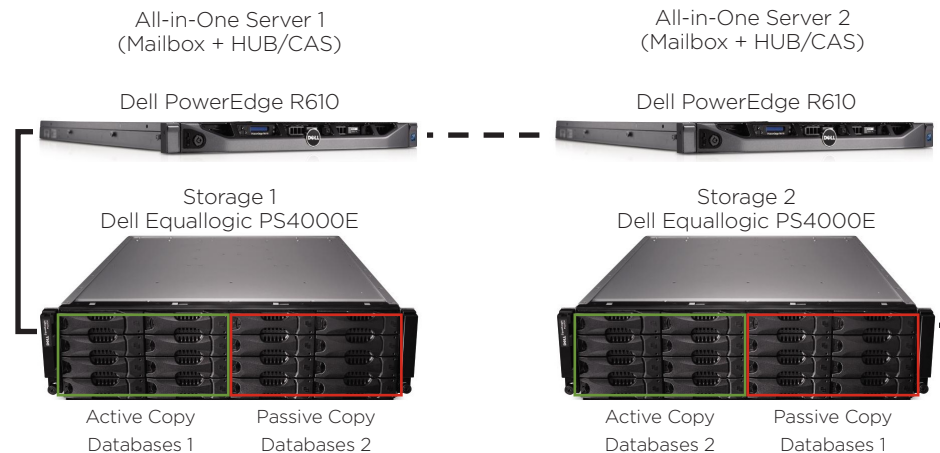 All-in-One Server 1
(Mailbox + HUB/CAS)
All-in-One Server 2
(Mailbox + HUB/CAS)
Dell PowerEdge R610
Dell PowerEdge R610
DELL
DELL
Storage 1
Dell Equallogic PS4000E
Storage 2
Dell Equallogic PS4000E
Active Copy
Databases 1
Passive Copy
Databases 2
Active Copy
Databases 2
Passive Copy
Databases 1